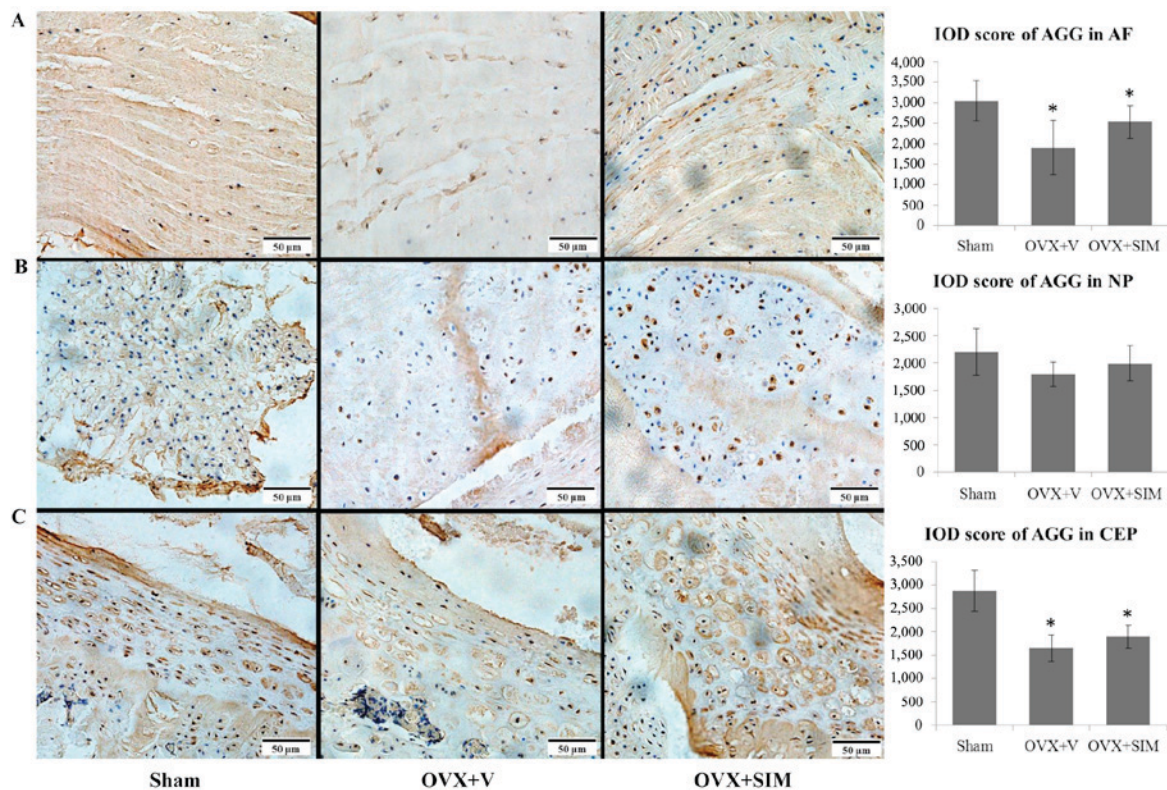 A
50 µm
50 µm
50 µm
IOD score of AGG in AF
4,000
3,500
3,000
2,500
2,000
1,500
1,000
500
0
*
*
Sham
OVX+V
OVX+SIM
B
50 µm
50 µm
50 µm
IOD score of AGG in NP
3,000
2,500
2,000
1,500
1,000
500
0
Sham
OVX+V
OVX+SIM
C
50 µm
50 µm
50 µm
IOD score of AGG in CEP
3,500
3,000
2,500
2,000
1,500
1,000
500
0
*
*
Sham
OVX+V
OVX+SIM
Sham
OVX+V
OVX+SIM